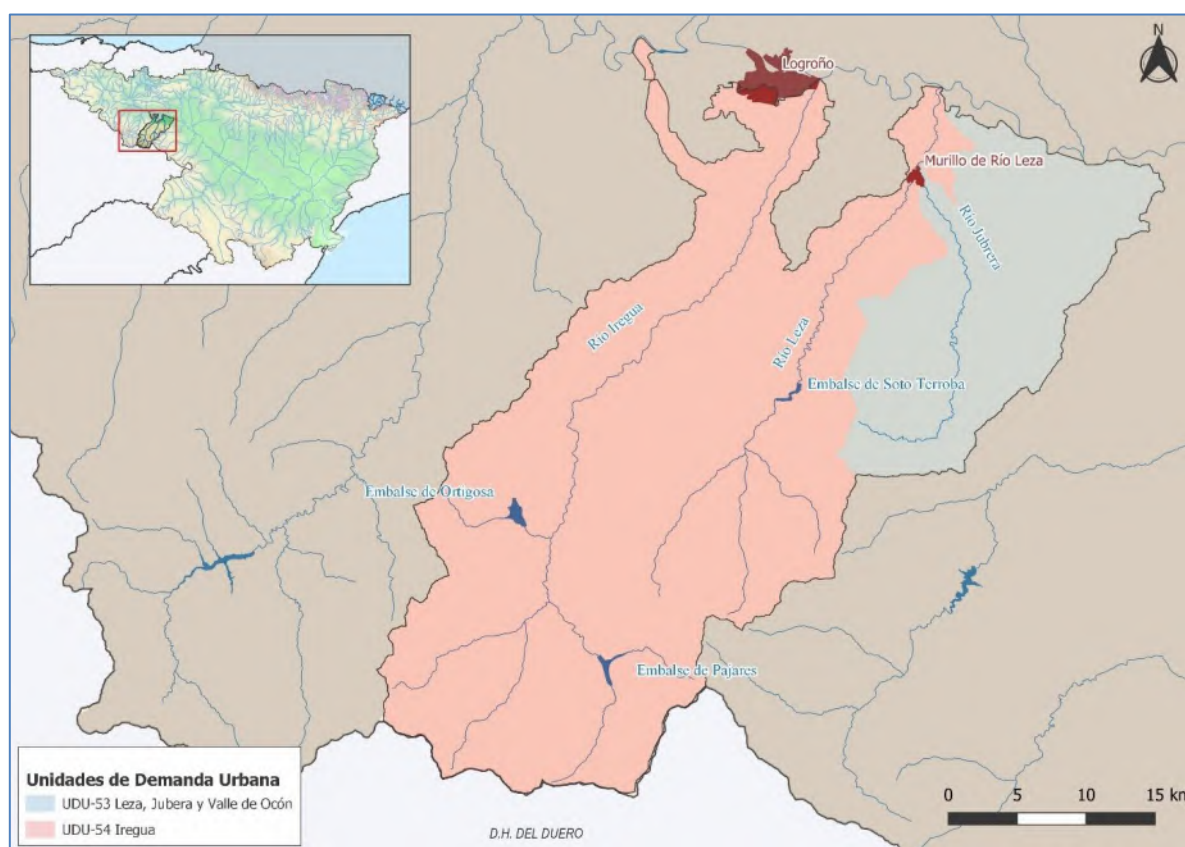 N
Logroño
Murillo de Río Leza
Río Jubrera
Río Iregua
Río Leza
Embalse de Soto Terroba
Embalse de Ortigosa
Embalse de Pajares
Unidades de Demanda Urbana
UDU-53 Leza, Jubera y Valle de Ocón
UDU-54 Iregua
D.H. DEL DUERO
0 5 10 15 km